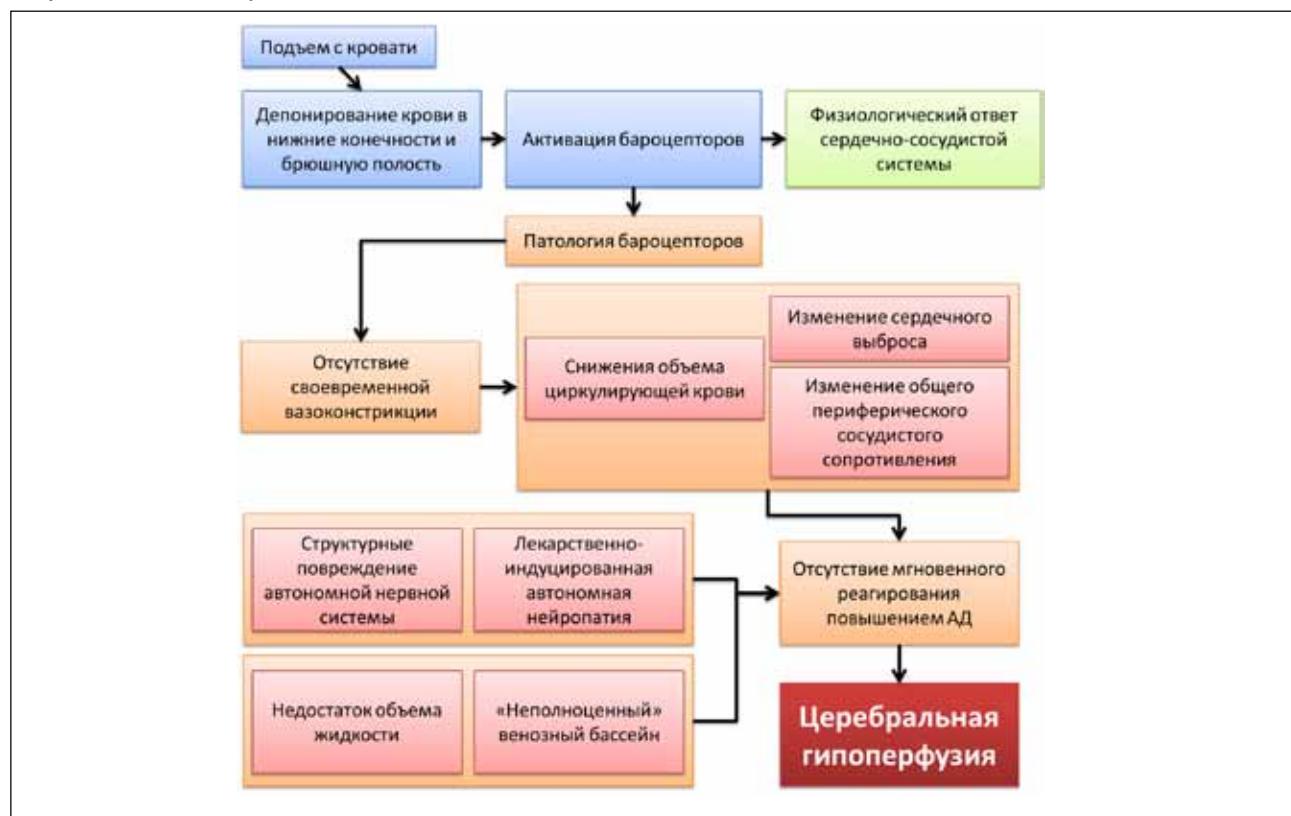 Подъем с кровати
Депонирование крови в
нижние конечности и
брюшную полость
Активация бароцепторов
Физиологический ответ
сердечно-сосудистой
системы
Патология бароцепторов
Отсутствие
своевременной
вазоконстрикции
Снижения объема
циркулирующей крови
Изменение сердечного
выброса
Изменение общего
периферического
сосудистого
сопротивления
Структурные
повреждение
автономной нервной
системы
Лекарственно-
индуцированная
автономная
нейропатия
Отсутствие мгновенного
реагирования
повышением АД
Недостаток объема
жидкости
«Неполноценный»
венозный бассейн
Церебральная
гипоперфузия